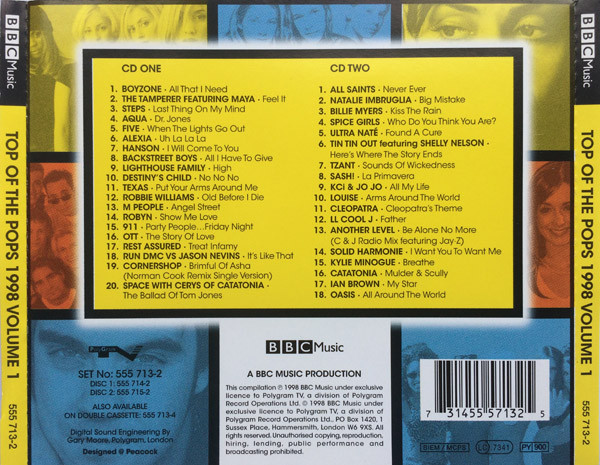 BBC Music
TOP OF THE POPS 1998 VOLUME 1
555 713-2
CD ONE
1. BOYZONE · All That I Need
2. THE TAMPERER FEATURING MAYA · Feel It
3. STEPS · Last Thing On My Mind
4. AQUA · Dr. Jones
5. FIVE · When The Lights Go Out
6. ALEXIA · Uh La La La
7. HANSON · I Will Come To You
8. BACKSTREET BOYS · All I Have To Give
9. LIGHTHOUSE FAMILY · High
10. DESTINY'S CHILD · No No No
11. TEXAS · Put Your Arms Around Me
12. ROBBIE WILLIAMS · Old Before I Die
13. M PEOPLE · Angel Street
14. ROBYN · Show Me Love
15. 911 · Party People...Friday Night
16. OTT · The Story Of Love
17. REST ASSURED · Treat Infamy
18. RUN DMC VS JASON NEVINS · It's Like That
19. CORNERSHOP · Brimful Of Asha
(Norman Cook Remix Single Version)
20. SPACE WITH CERYS OF CATATONIA ·
The Ballad Of Tom Jones
CD TWO
1. ALL SAINTS · Never Ever
2. NATALIE IMBRUGLIA · Big Mistake
3. BILLIE MYERS · Kiss The Rain
4. SPICE GIRLS · Who Do You Think You Are?
5. ULTRA NATÉ · Found A Cure
6. TIN TIN OUT featuring SHELLY NELSON ·
Here's Where The Story Ends
7. TZANT · Sounds Of Wickedness
8. SASH! · La Primavera
9. KCi & JO JO · All My Life
10. LOUISE · Arms Around The World
11. CLEOPATRA · Cleopatra's Theme
12. LL COOL J · Father
13. ANOTHER LEVEL · Be Alone No More
(C & J Radio Mix featuring Jay-Z)
14. SOLID HARMONIE · I Want You To Want Me
15. KYLIE MINOGUE · Breathe
16. CATATONIA · Mulder & Scully
17. IAN BROWN · My Star
18. OASIS · All Around The World
SET No: 555 713-2
DISC 1: 555 714-2
DISC 2: 555 715-2
ALSO AVAILABLE
ON DOUBLE CASSETTE: 555 713-4
Digital Sound Engineering By
Gary Moore, Polygram, London
Designed @ Peacock
BBC Music
A BBC MUSIC PRODUCTION
This compilation ℗ 1998 BBC Music under exclusive
licence to Polygram TV, a division of Polygram
Record Operations Ltd. © 1998 BBC Music under
exclusive licence to Polygram TV, a division of
Polygram Record Operations Ltd. PO BOX 1420, 1
Sussex Place, Hammersmith, London W6 9XS. All
rights reserved. Unauthorised copying, reproduction,
hiring, lending, public performance and
broadcasting prohibited.
7 31455 57132 5
BIEM / MCPS
LC 7341
PY 900
BBC Music
TOP OF THE POPS 1998 VOLUME 1
555 713-2